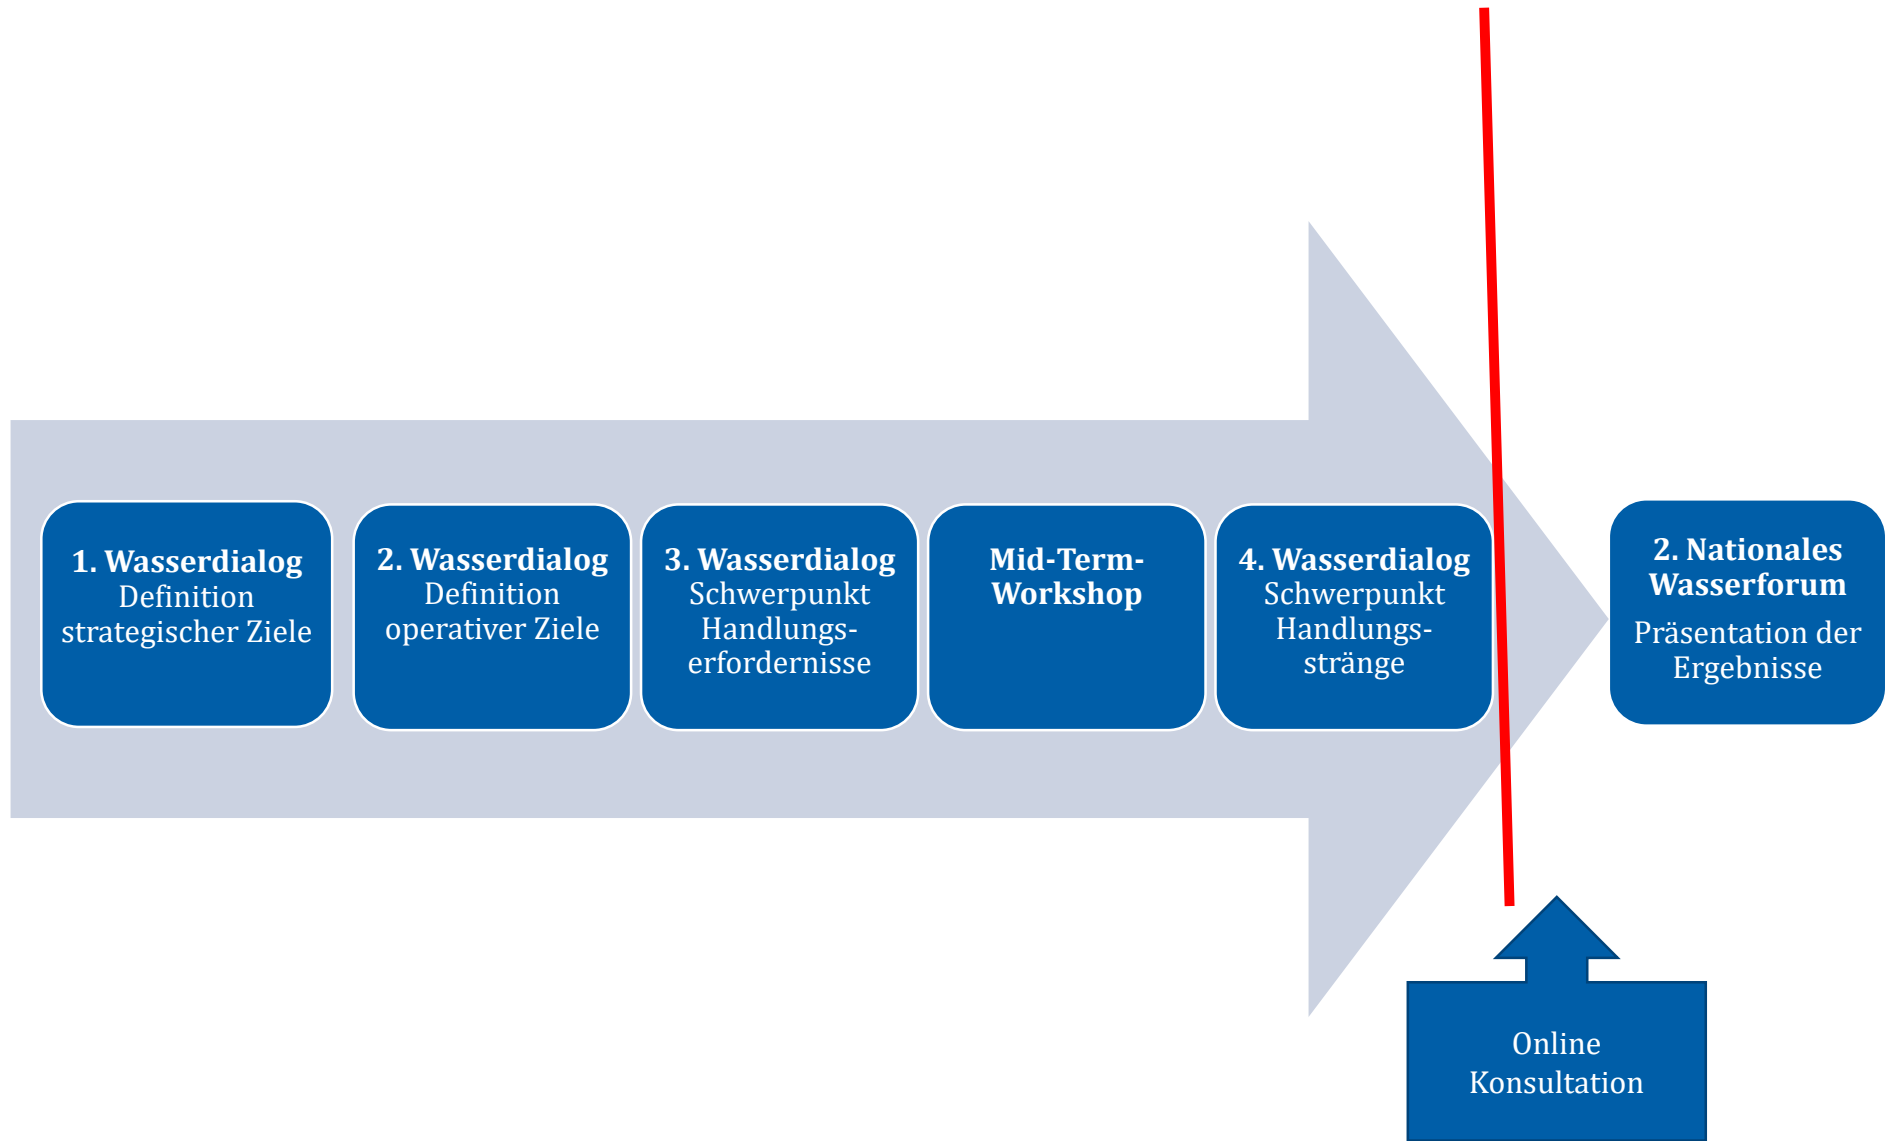 1. Wasserdialog
Definition
strategischer Ziele
2. Wasserdialog
Definition
operativer Ziele
3. Wasserdialog
Schwerpunkt
Handlungs-
erfordernisse
Mid-Term-
Workshop
4. Wasserdialog
Schwerpunkt
Handlungs-
stränge
2. Nationales
Wasserforum
Präsentation der
Ergebnisse
Online
Konsultation